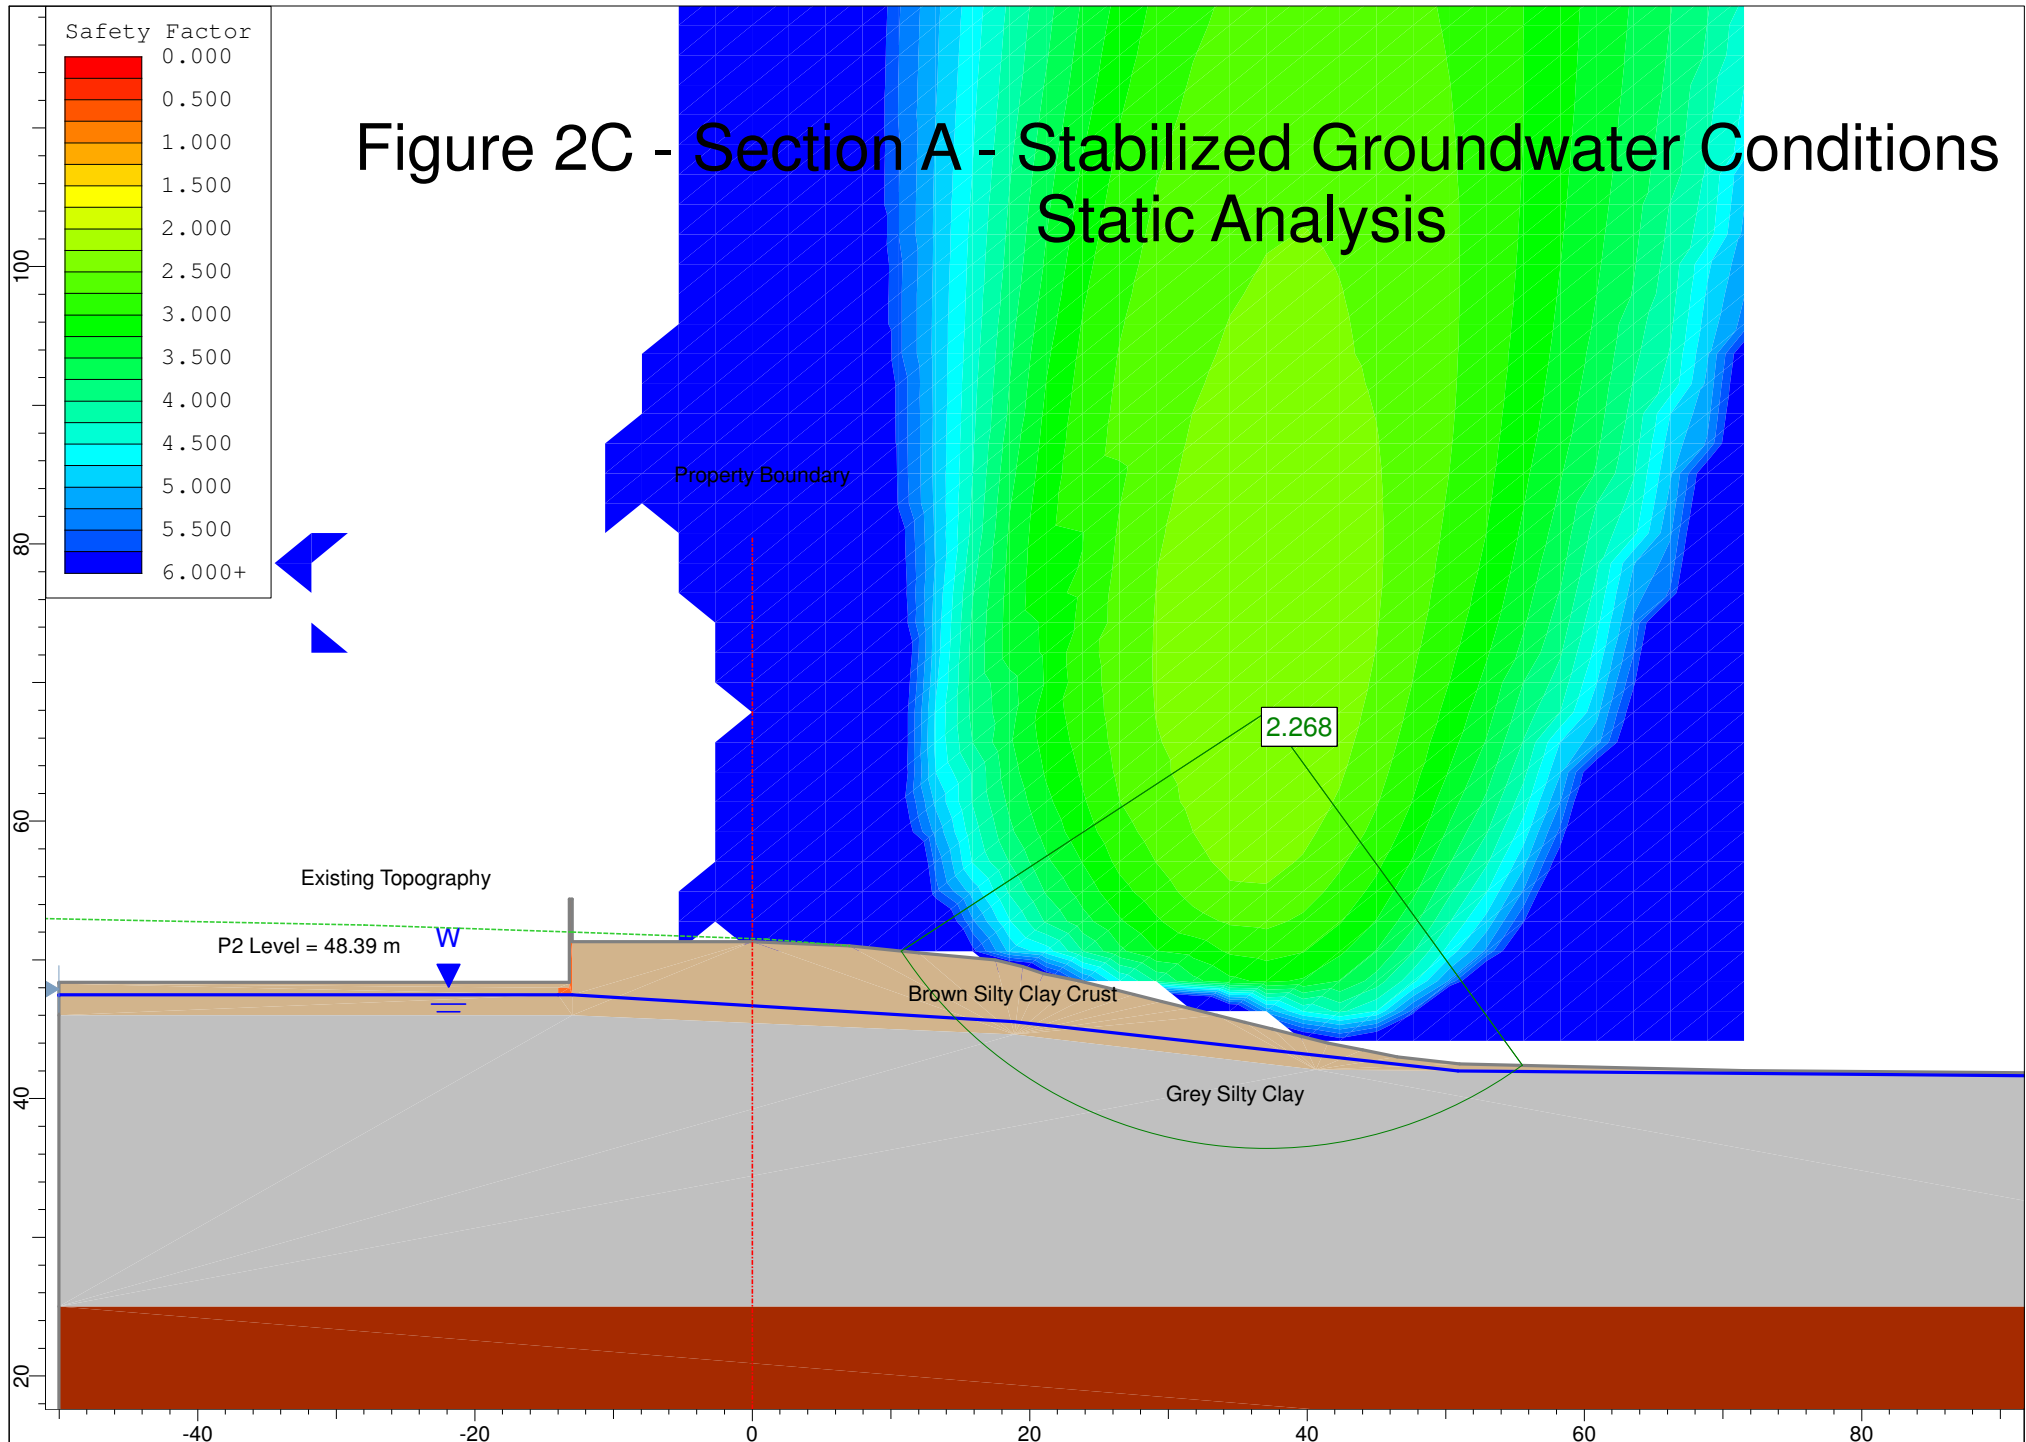 Safety Factor
0.000
0.500
1.000
1.500
2.000
2.500
3.000
3.500
4.000
4.500
5.000
5.500
6.000+
Figure 2C - Section A - Stabilized Groundwater Conditions
Static Analysis
Property Boundary
2.268
Existing Topography
P2 Level = 48.39 m
W
Brown Silty Clay Crust
Grey Silty Clay
100
80
60
40
20
-40 -20 0 20 40 60 80